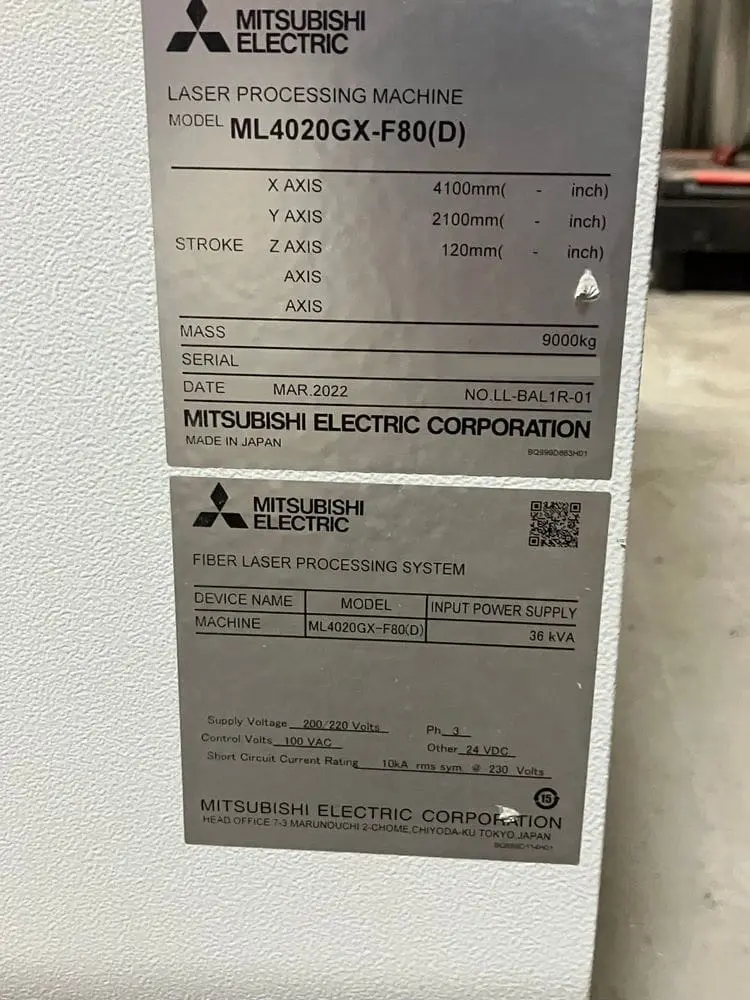 MITSUBISHI
ELECTRIC
LASER PROCESSING MACHINE
MODEL ML4020GX-F80(D)
X AXIS 4100mm( - inch)
Y AXIS 2100mm( - inch)
STROKE Z AXIS 120mm( - inch)
AXIS
AXIS
MASS 9000kg
SERIAL
DATE MAR.2022 NO.LL-BAL1R-01
MITSUBISHI ELECTRIC CORPORATION
MADE IN JAPAN
MITSUBISHI
ELECTRIC
FIBER LASER PROCESSING SYSTEM
DEVICE NAME MODEL INPUT POWER SUPPLY
MACHINE ML4020GX-F80(D) 36 kVA
Supply Voltage 200/220 Volts Ph 3
Control Volts 100 VAC Other 24 VDC
Short Circuit Current Rating 10kA rms sym. @ 230 Volts
15
MITSUBISHI ELECTRIC CORPORATION
HEAD OFFICE 7-3 MARUNOUCHI 2-CHOME, CHIYODA-KU TOKYO, JAPAN